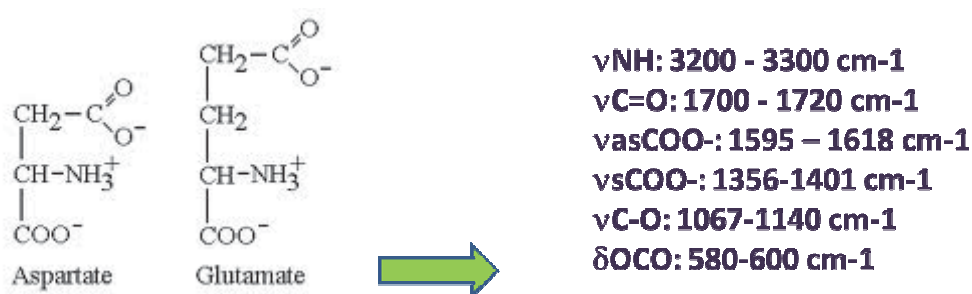 CH₂–C
O
O⁻
CH–NH₃⁺
COO⁻
Aspartate
CH₂–C
O
O⁻
CH₂
CH–NH₃⁺
COO⁻
Glutamate
νNH: 3200 - 3300 cm-1
νC=O: 1700 - 1720 cm-1
νasCOO-: 1595 – 1618 cm-1
νsCOO-: 1356-1401 cm-1
νC-O: 1067-1140 cm-1
δOCO: 580-600 cm-1